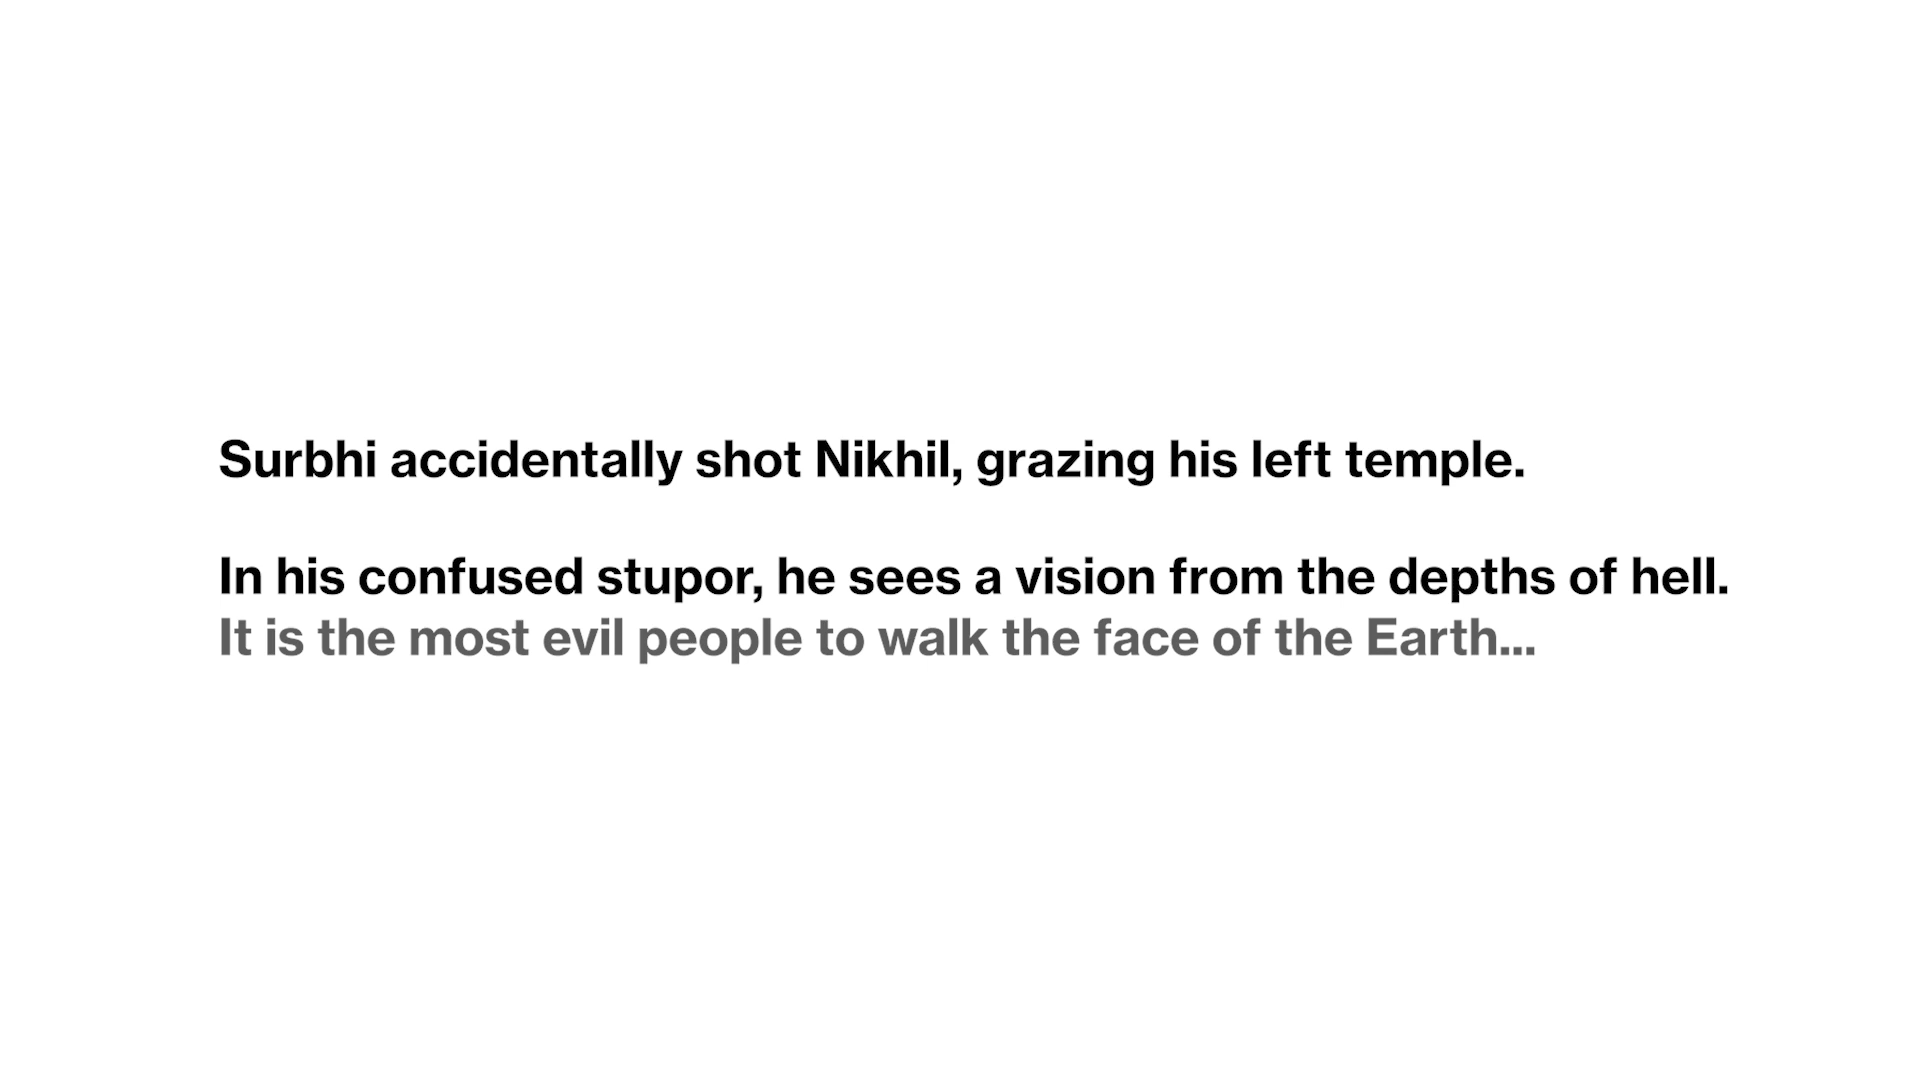 Surbhi accidentally shot Nikhil, grazing his left temple.
In his confused stupor, he sees a vision from the depths of hell.
It is the most evil people to walk the face of the Earth...